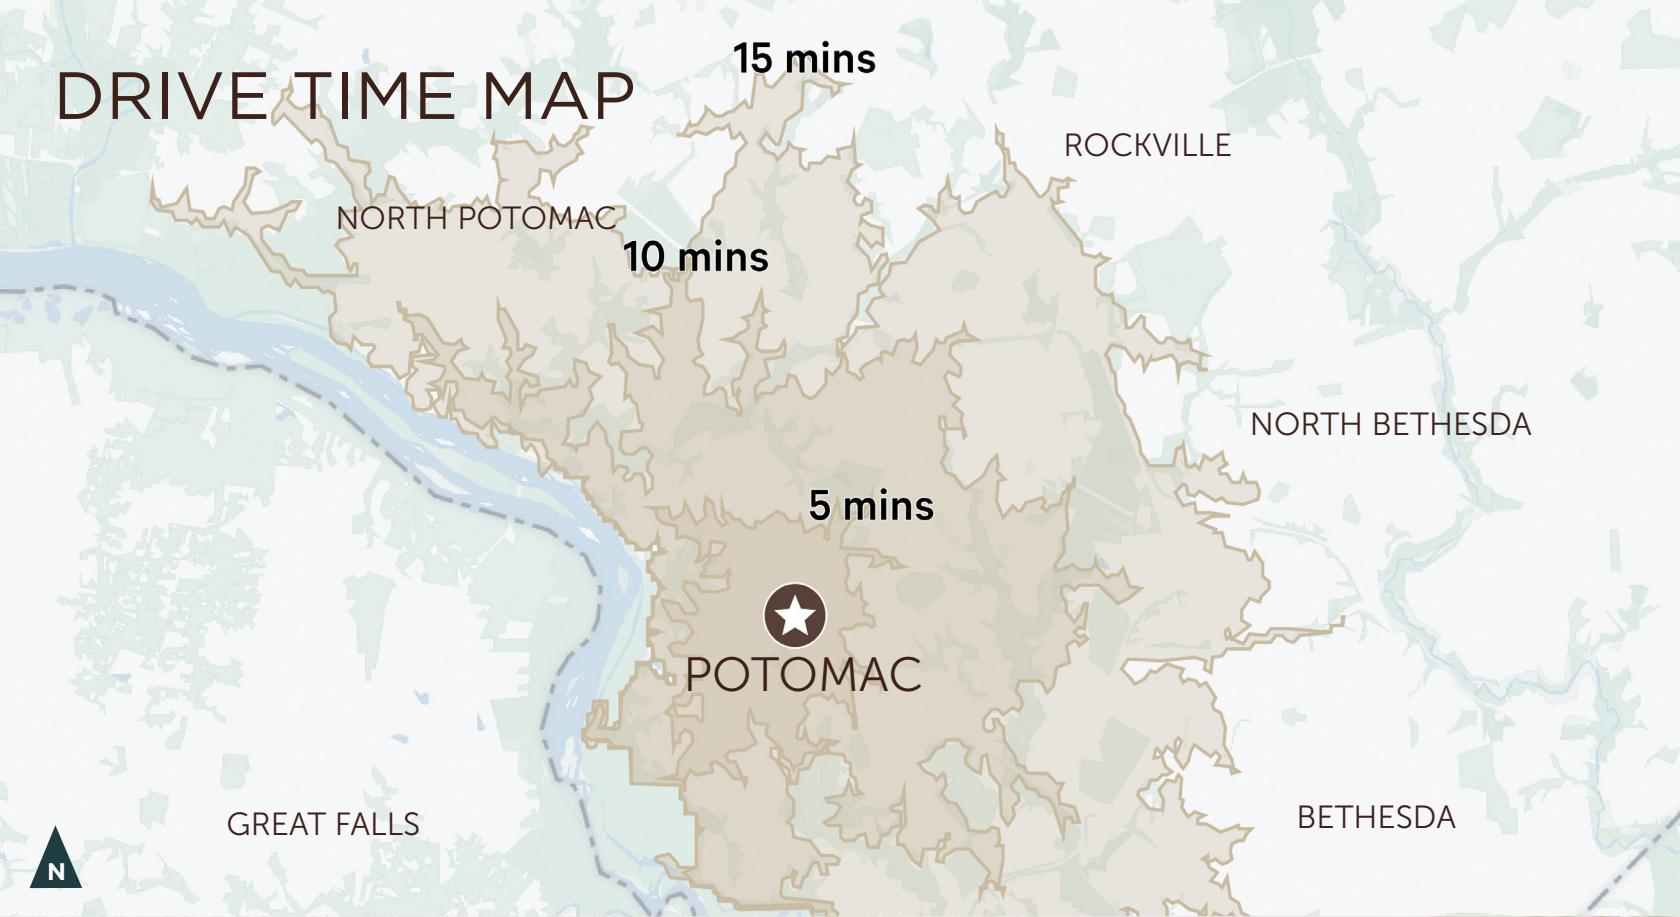 15 mins
DRIVE TIME MAP
ROCKVILLE
NORTH POTOMAC
10 mins
NORTH BETHESDA
5 mins
POTOMAC
GREAT FALLS
BETHESDA
N